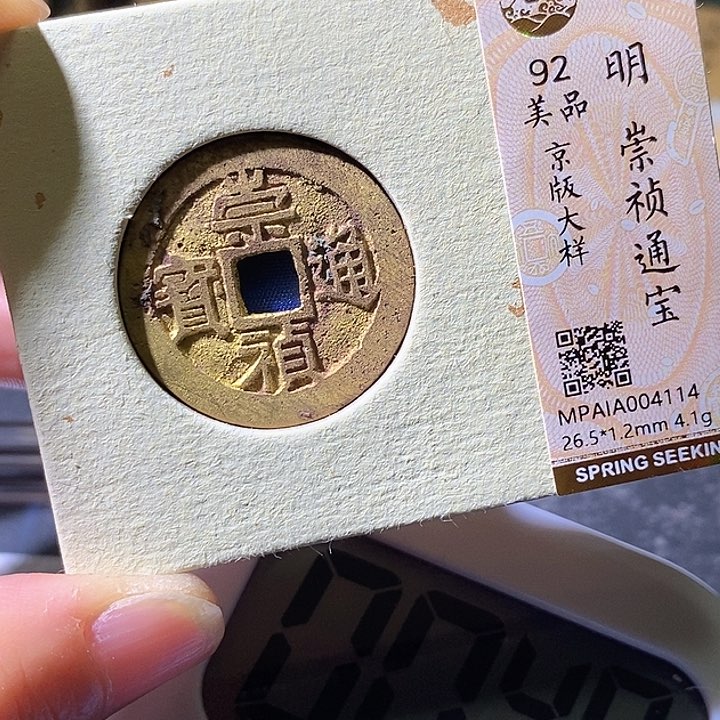 崇禎通寶
明 崇祯通宝
92
美品
京版大样
MPAIA004114
26.5*1.2mm 4.1g
SPRING SEEKIN